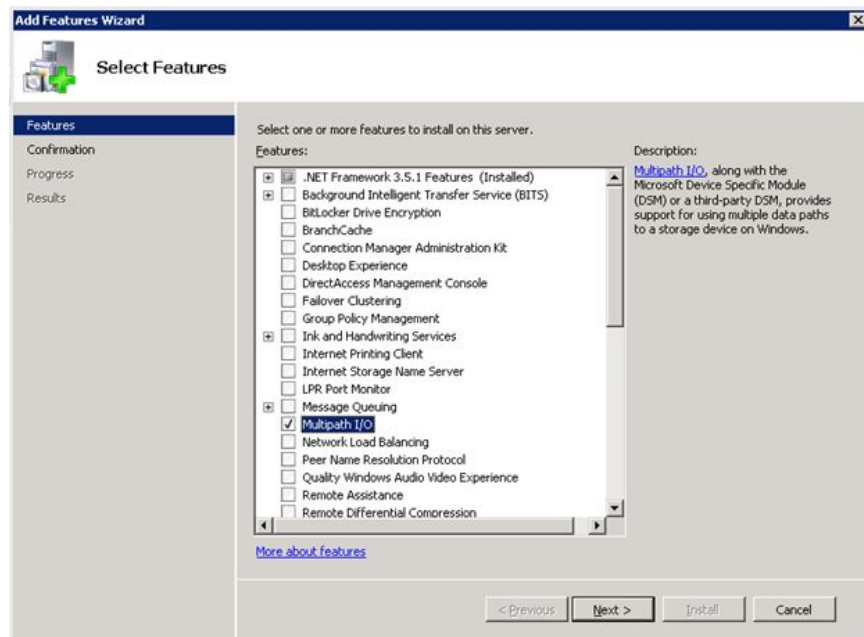 Add Features Wizard
Select Features
Features
Confirmation
Progress
Results
Select one or more features to install on this server.
Features:
.NET Framework 3.5.1 Features (Installed)
Background Intelligent Transfer Service (BITS)
BitLocker Drive Encryption
BranchCache
Connection Manager Administration Kit
Desktop Experience
DirectAccess Management Console
Failover Clustering
Group Policy Management
Ink and Handwriting Services
Internet Printing Client
Internet Storage Name Server
LPR Port Monitor
Message Queuing
Multipath I/O
Network Load Balancing
Peer Name Resolution Protocol
Quality Windows Audio Video Experience
Remote Assistance
Remote Differential Compression
More about features
Description:
Multipath I/O, along with the
Microsoft Device Specific Module
(DSM) or a third-party DSM, provides
support for using multiple data paths
to a storage device on Windows.
< Previous
Next >
Install
Cancel